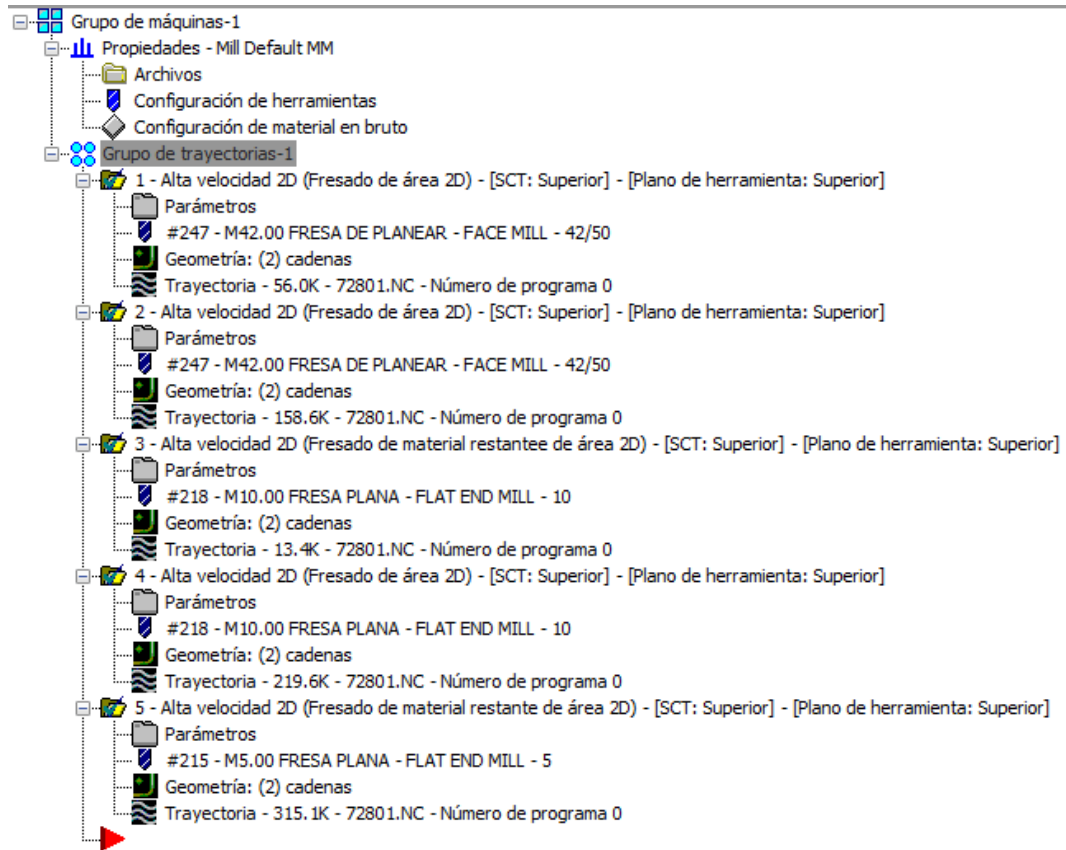 Grupo de máquinas-1
Propiedades - Mill Default MM
Archivos
Configuración de herramientas
Configuración de material en bruto
Grupo de trayectorias-1
1 - Alta velocidad 2D (Fresado de área 2D) - [SCT: Superior] - [Plano de herramienta: Superior]
Parámetros
#247 - M42.00 FRESA DE PLANEAR - FACE MILL - 42/50
Geometría: (2) cadenas
Trayectoria - 56.0K - 72801.NC - Número de programa 0
2 - Alta velocidad 2D (Fresado de área 2D) - [SCT: Superior] - [Plano de herramienta: Superior]
Parámetros
#247 - M42.00 FRESA DE PLANEAR - FACE MILL - 42/50
Geometría: (2) cadenas
Trayectoria - 158.6K - 72801.NC - Número de programa 0
3 - Alta velocidad 2D (Fresado de material restantee de área 2D) - [SCT: Superior] - [Plano de herramienta: Superior]
Parámetros
#218 - M10.00 FRESA PLANA - FLAT END MILL - 10
Geometría: (2) cadenas
Trayectoria - 13.4K - 72801.NC - Número de programa 0
4 - Alta velocidad 2D (Fresado de área 2D) - [SCT: Superior] - [Plano de herramienta: Superior]
Parámetros
#218 - M10.00 FRESA PLANA - FLAT END MILL - 10
Geometría: (2) cadenas
Trayectoria - 219.6K - 72801.NC - Número de programa 0
5 - Alta velocidad 2D (Fresado de material restante de área 2D) - [SCT: Superior] - [Plano de herramienta: Superior]
Parámetros
#215 - M5.00 FRESA PLANA - FLAT END MILL - 5
Geometría: (2) cadenas
Trayectoria - 315.1K - 72801.NC - Número de programa 0